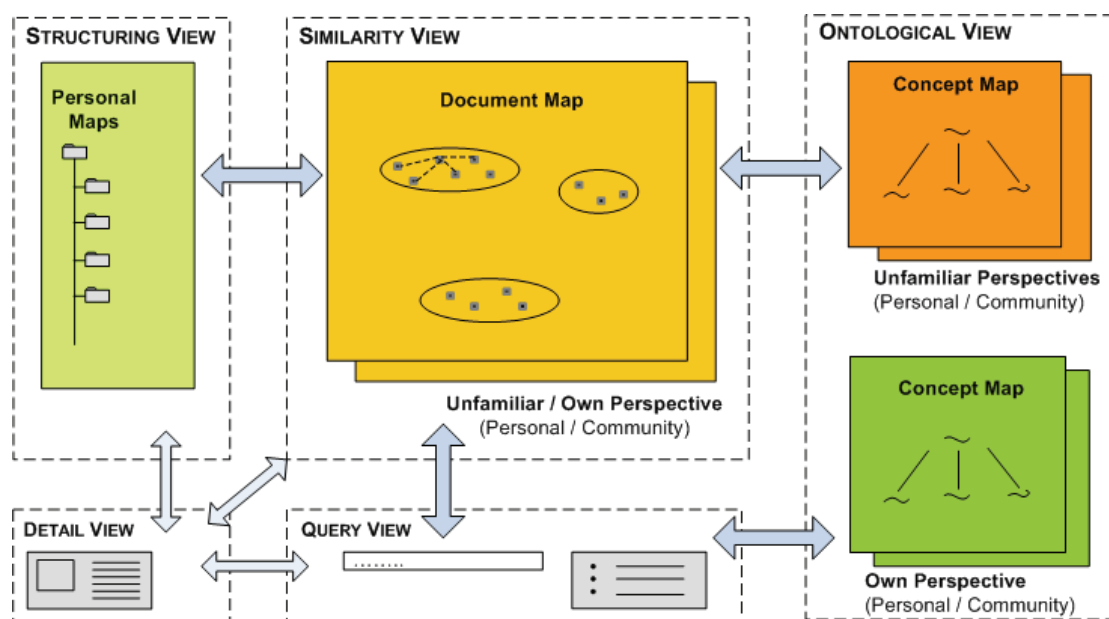 STRUCTURING VIEW
Personal
Maps
SIMILARITY VIEW
Document Map
Unfamiliar / Own Perspective
(Personal / Community)
ONTOLOGICAL VIEW
Concept Map
Unfamiliar Perspectives
(Personal / Community)
Concept Map
Own Perspective
(Personal / Community)
DETAIL VIEW
QUERY VIEW
........